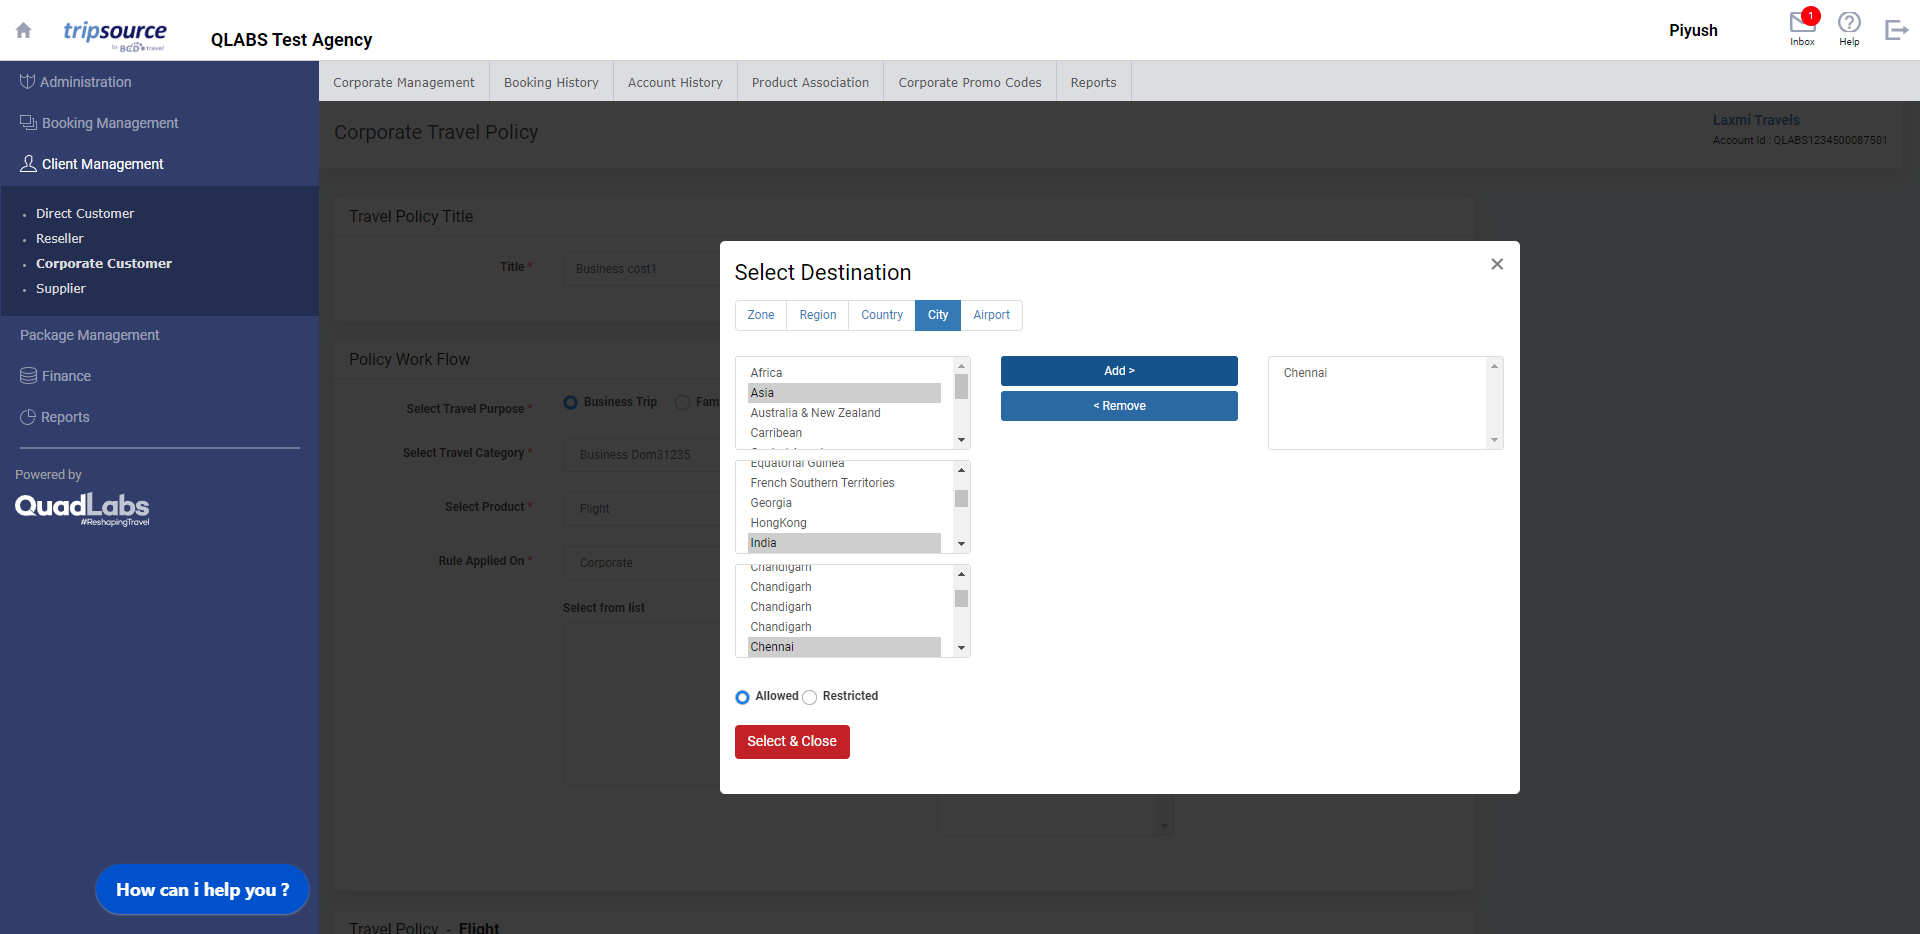 tripsource
by BCD travel
QLABS Test Agency
Piyush
1
Inbox
Help
Administration
Booking Management
Client Management
Direct Customer
Reseller
Corporate Customer
Supplier
Package Management
Finance
Reports
Powered by
QuadLabs
#ReshapingTravel
How can i help you ?
Corporate Management
Booking History
Account History
Product Association
Corporate Promo Codes
Reports
Corporate Travel Policy
Laxmi Travels
Account Id : QLABS1234500087501
Travel Policy Title
Title *
Business cost1
Policy Work Flow
Select Travel Purpose *
Business Trip
Fam
Select Travel Category *
Business Dom31235
Select Product *
Flight
Rule Applied On *
Corporate
Select from list
Travel Policy - Flight
Select Destination
×
Zone
Region
Country
City
Airport
Africa
Asia
Australia & New Zealand
Carribean
Equatorial Guinea
French Southern Territories
Georgia
HongKong
India
Chandigarh
Chandigarh
Chandigarh
Chandigarh
Chennai
Add >
< Remove
Chennai
Allowed
Restricted
Select & Close